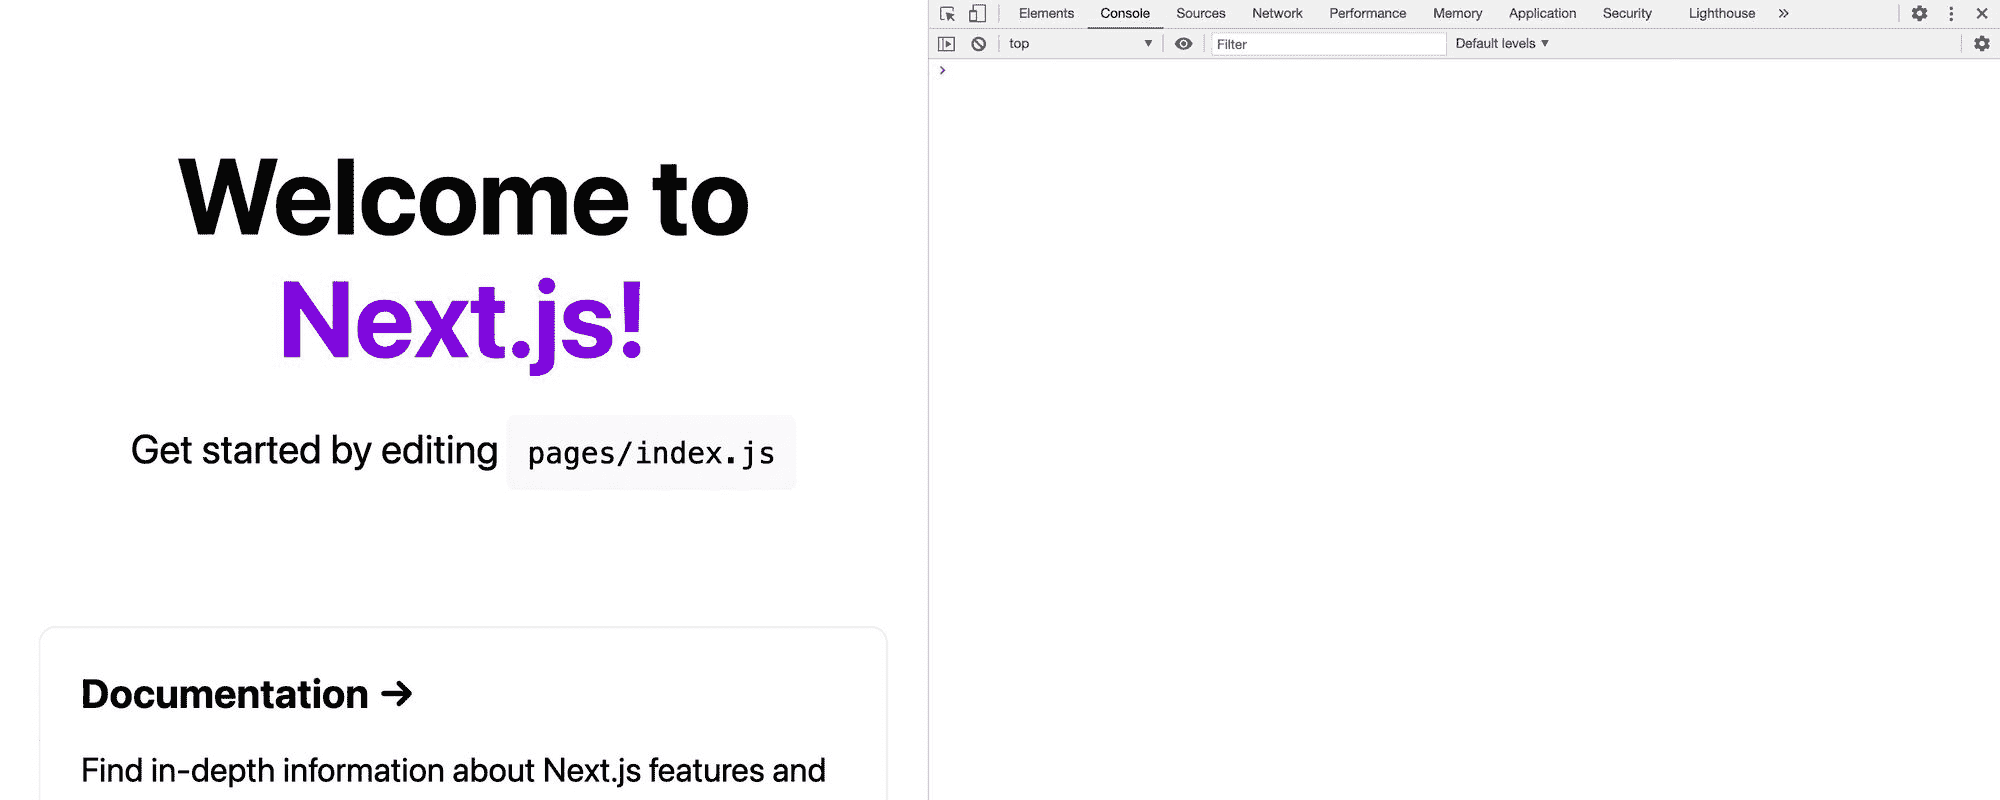 Welcome to
Next.js!
Get started by editing pages/index.js
Documentation →
Find in-depth information about Next.js features and
Elements Console Sources Network Performance Memory Application Security Lighthouse »
top Filter Default levels